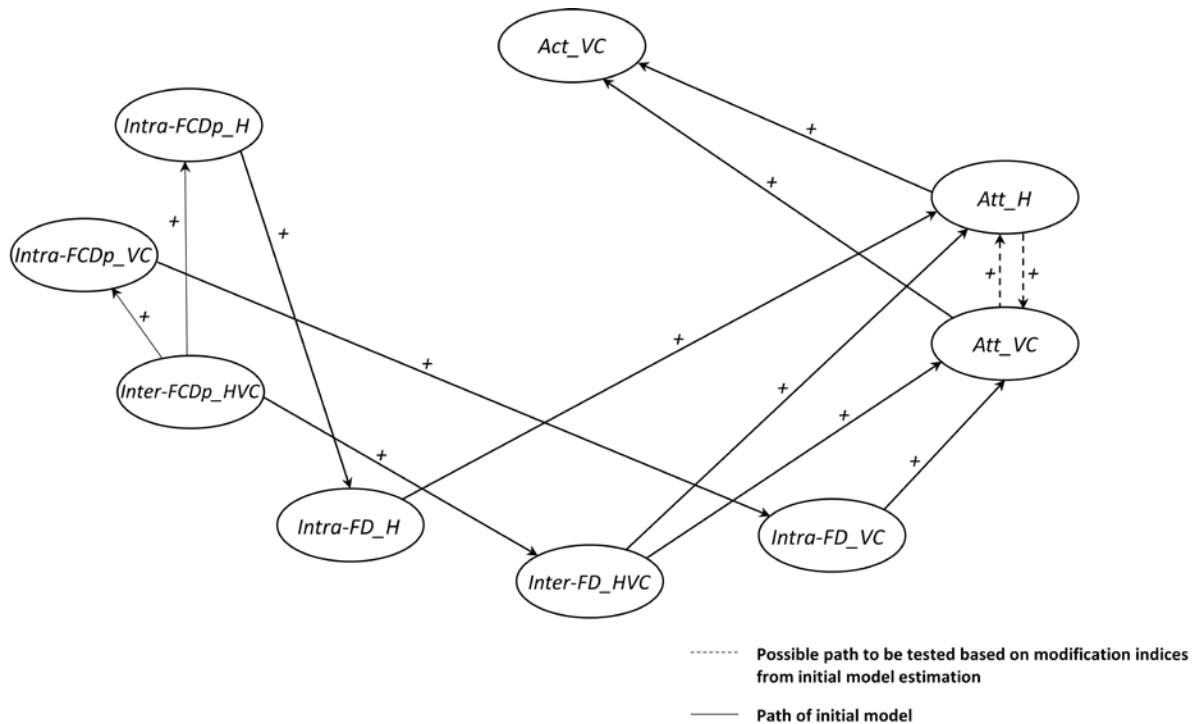 Act_VC
Intra-FCDp_H
+
+
+
Att_H
Intra-FCDp_VC
+
+
+
+
+
Att_VC
+
Inter-FCDp_HVC
+
+
+
+
Intra-FD_H
Intra-FD_VC
Inter-FD_HVC
Possible path to be tested based on modification indices
from initial model estimation
Path of initial model